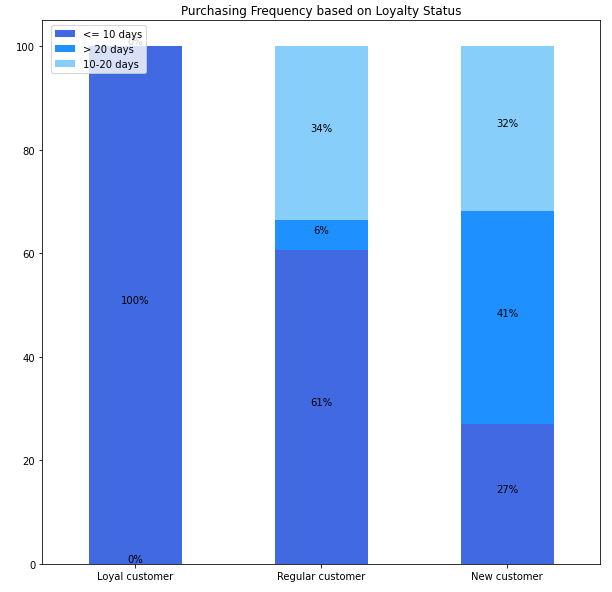 Purchasing Frequency based on Loyalty Status
<= 10 days
> 20 days
10-20 days
100
80
60
40
20
0
0%
100%
0%
34%
6%
61%
32%
41%
27%
Loyal customer
Regular customer
New customer